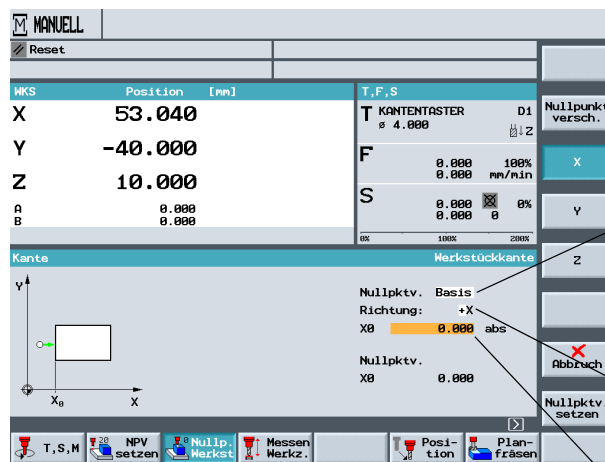 M MANUELL
Reset
WKS Position [mm]
X 53.040
Y -40.000
Z 10.000
A 0.000
B 0.000
T,F,S
T KANTENTASTER D1
ø 4.000 Z
F 0.000 100%
0.000 mm/min
S 0.000 0%
0.000 0
0% 100% 200%
Kante Werkstückkante
Y
X0 X
Nullpktv. Basis
Richtung: +X
X0 0.000 abs
Nullpktv.
X0 0.000
Nullpunkt
versch.
X
Y
Z
Abbruch
Nullpktv.
setzen
T,S,M
NPV
setzen
Nullp.
Werkst
Messen
Werkz.
Posi-
tion
Plan-
fräsen